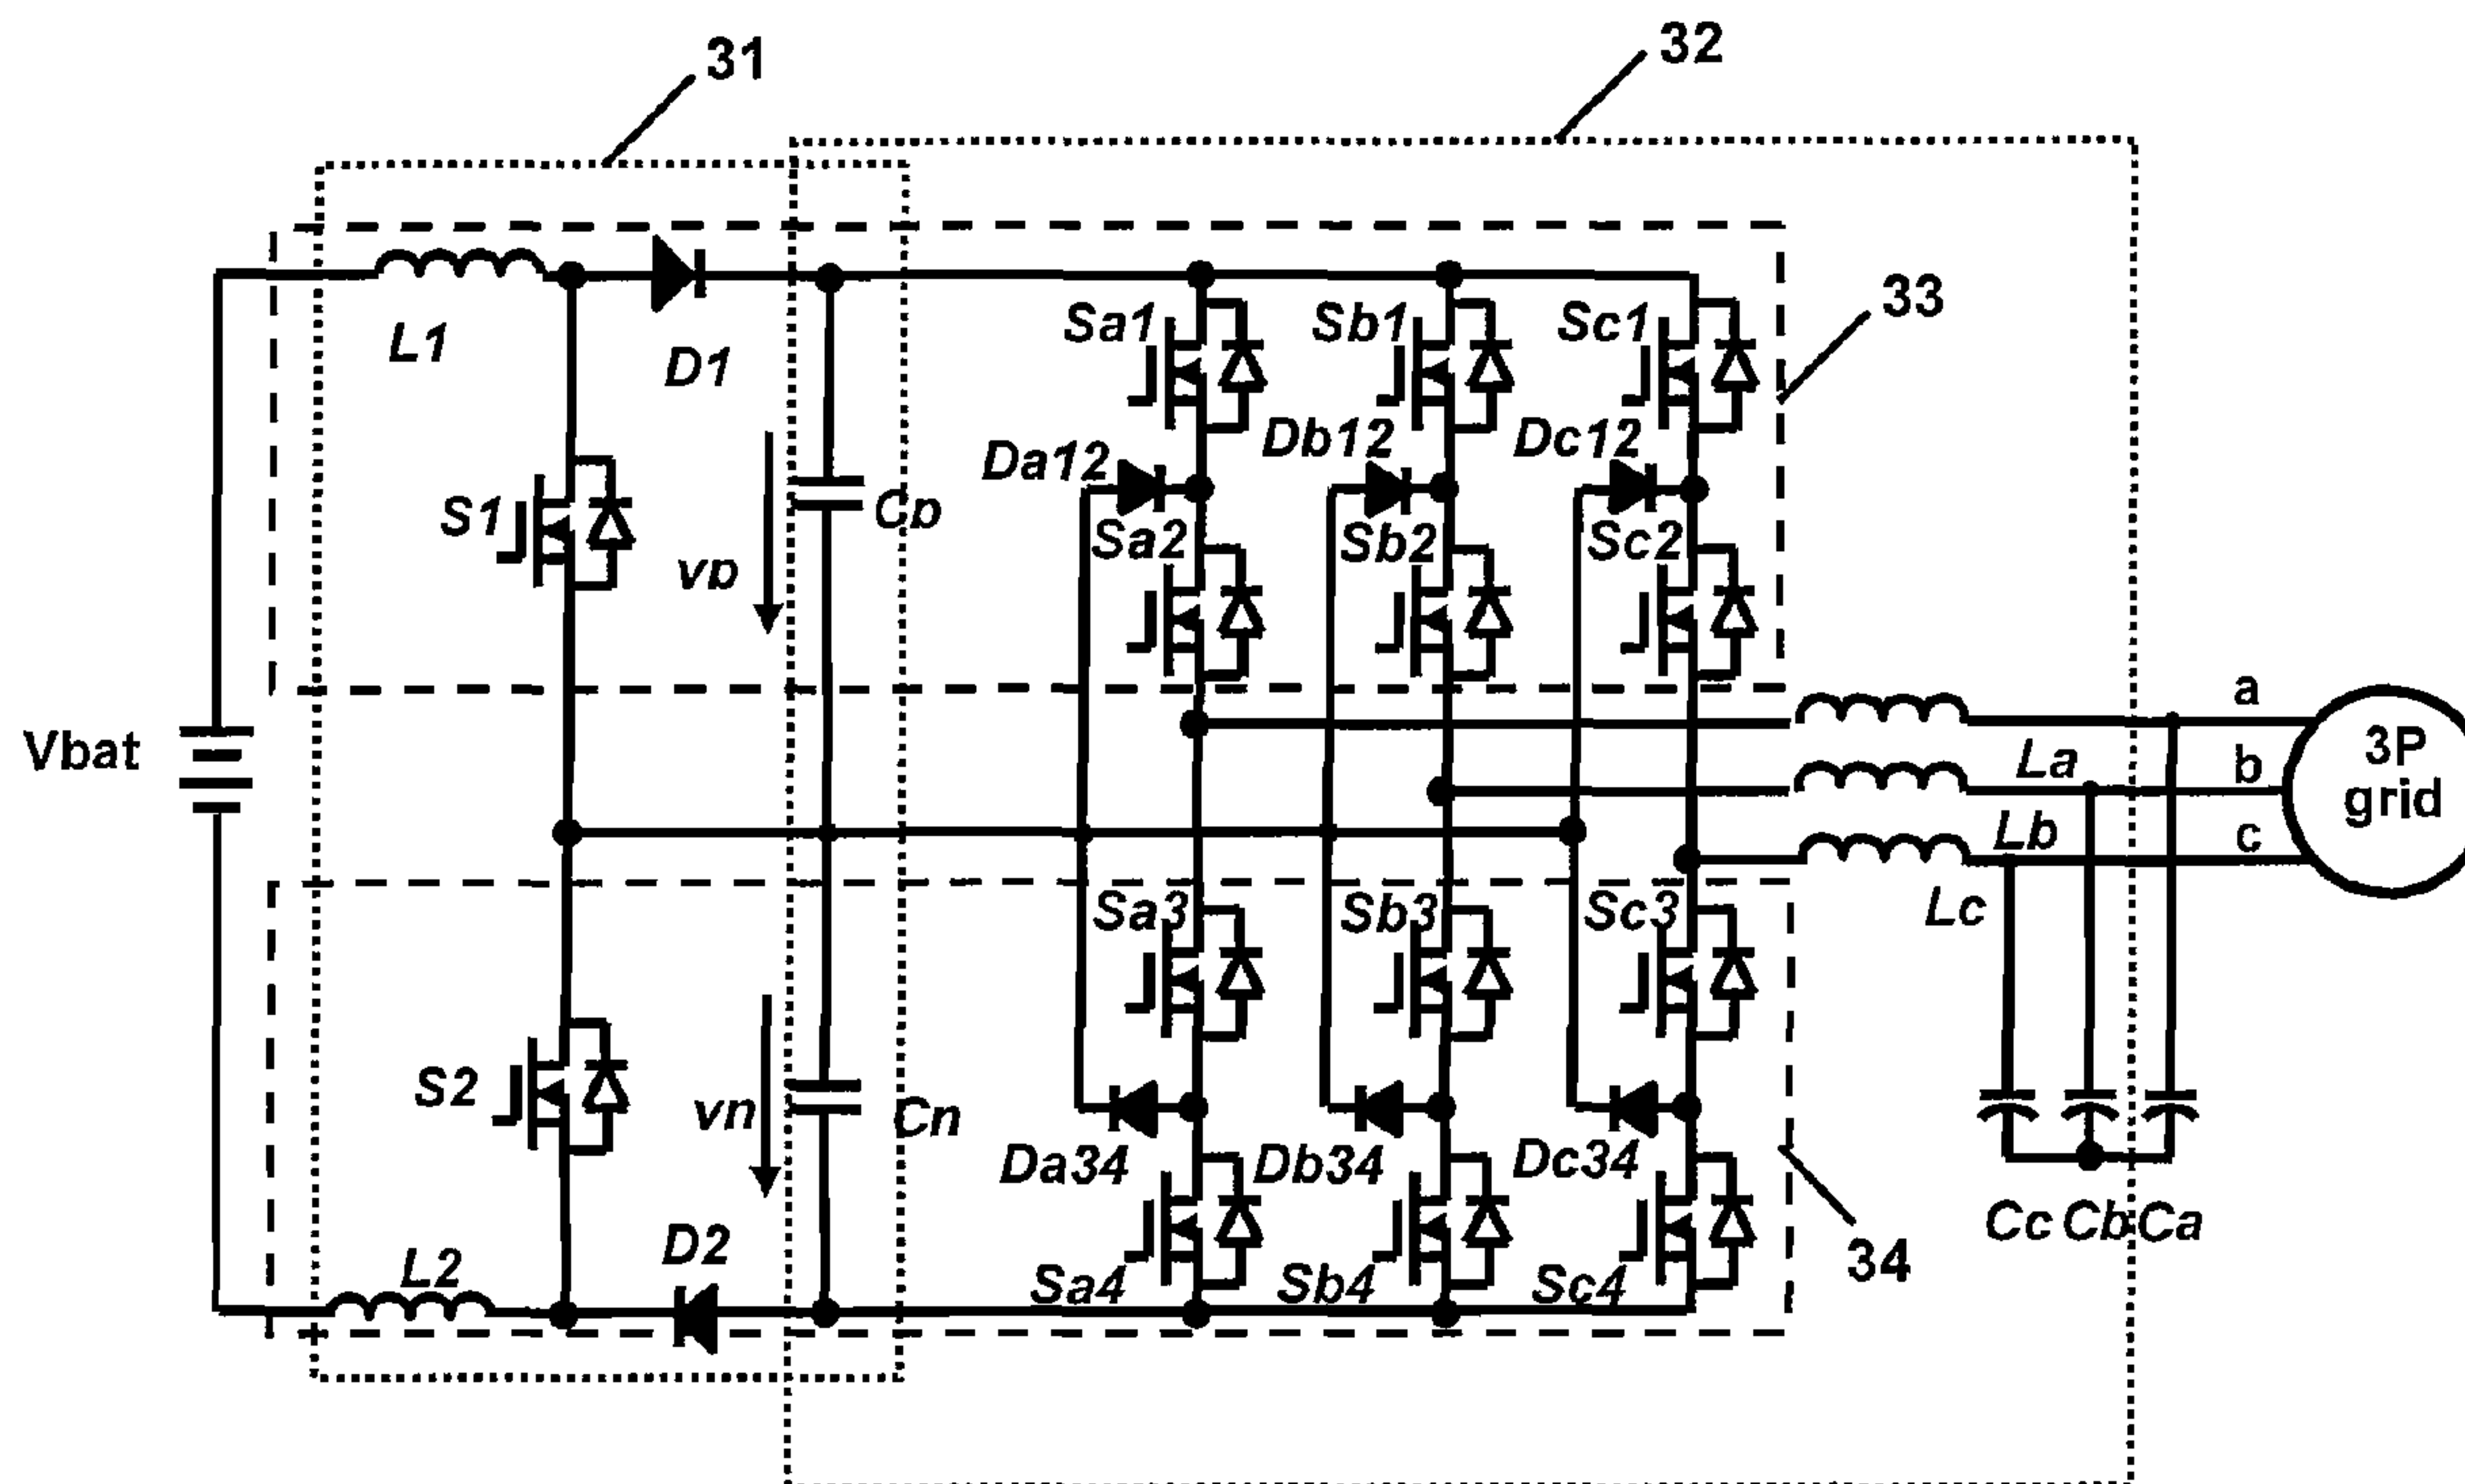 31
32
33
L1
D1
Sa1
Sb1
Sc1
Da12
Db12
Dc12
S1
Cp
vp
Sa2
Sb2
Sc2
Vbat
a
b
c
3P
grid
La
Lb
Lc
Sa3
Sb3
Sc3
S2
vn
Cn
Da34
Db34
Dc34
L2
D2
Sa4
Sb4
Sc4
Cc Cb Ca
34